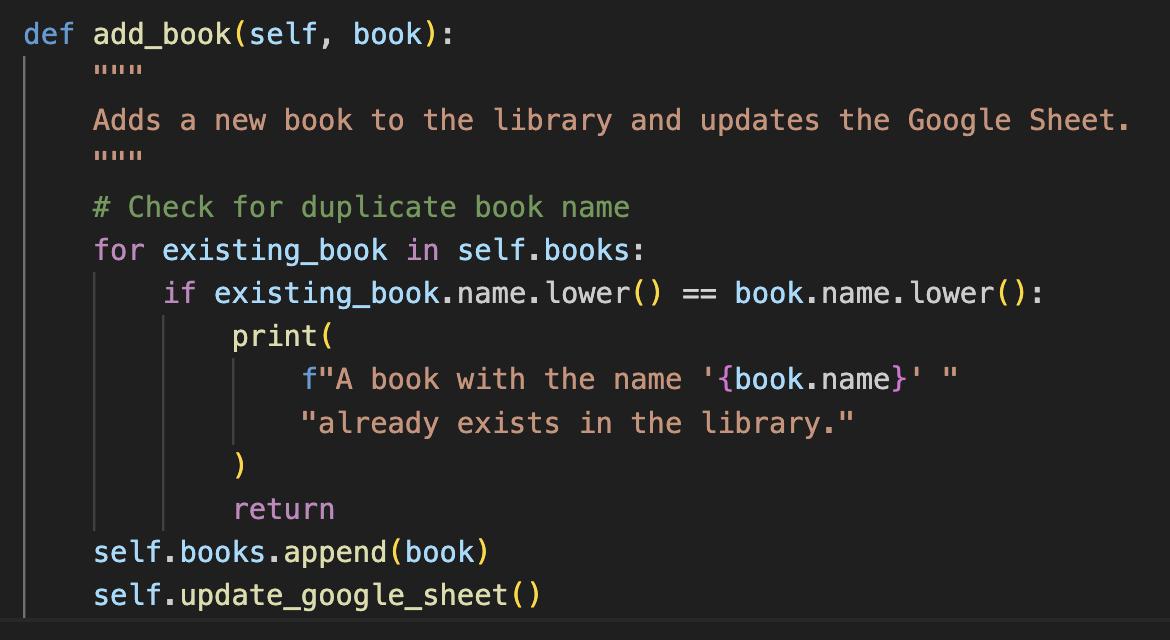 def add_book(self, book):
    """
    Adds a new book to the library and updates the Google Sheet.
    """
    # Check for duplicate book name
    for existing_book in self.books:
        if existing_book.name.lower() == book.name.lower():
            print(
                f"A book with the name '{book.name}' "
                "already exists in the library."
            )
            return
    self.books.append(book)
    self.update_google_sheet()